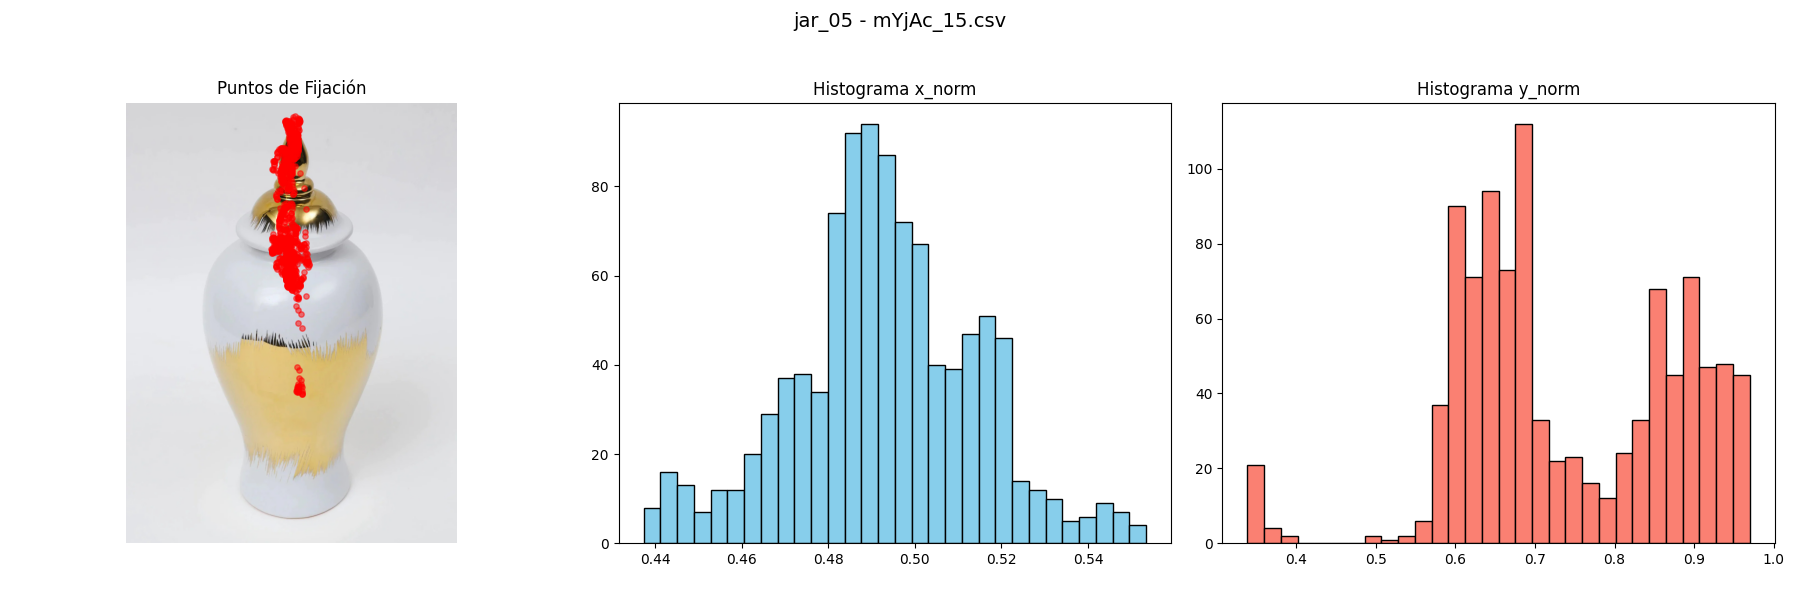 jar_05 - mYjAc_15.csv
Puntos de Fijación
Histograma x_norm
Histograma y_norm
80
60
40
20
0
0.44 0.46 0.48 0.50 0.52 0.54
100
80
60
40
20
0
0.4 0.5 0.6 0.7 0.8 0.9 1.0